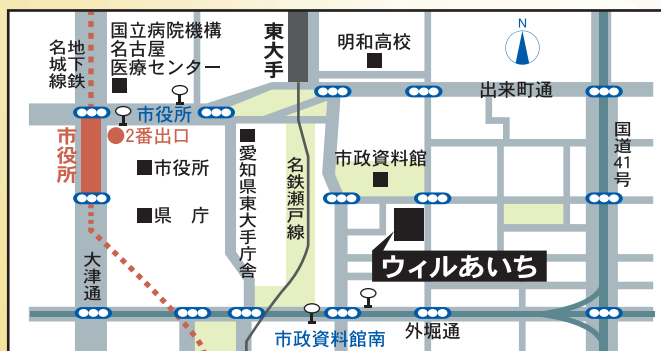 地下鉄
名城線
国立病院機構
名古屋
医療センター
東大手
明和高校
N
出来町通
市役所
2番出口
市役所
市役所
県 庁
愛知県東大手庁舎
名鉄瀬戸線
市政資料館
国道41号
ウィルあいち
大津通
市政資料館南
外堀通